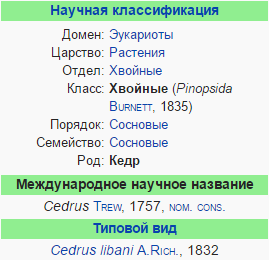 Научная классификация
Домен: Эукариоты
Царство: Растения
Отдел: Хвойные
Класс: Хвойные (Pinopsida
Burnett, 1835)
Порядок: Сосновые
Семейство: Сосновые
Род: Кедр
Международное научное название
Cedrus Trew, 1757, nom. cons.
Типовой вид
Cedrus libani A.Rich., 1832